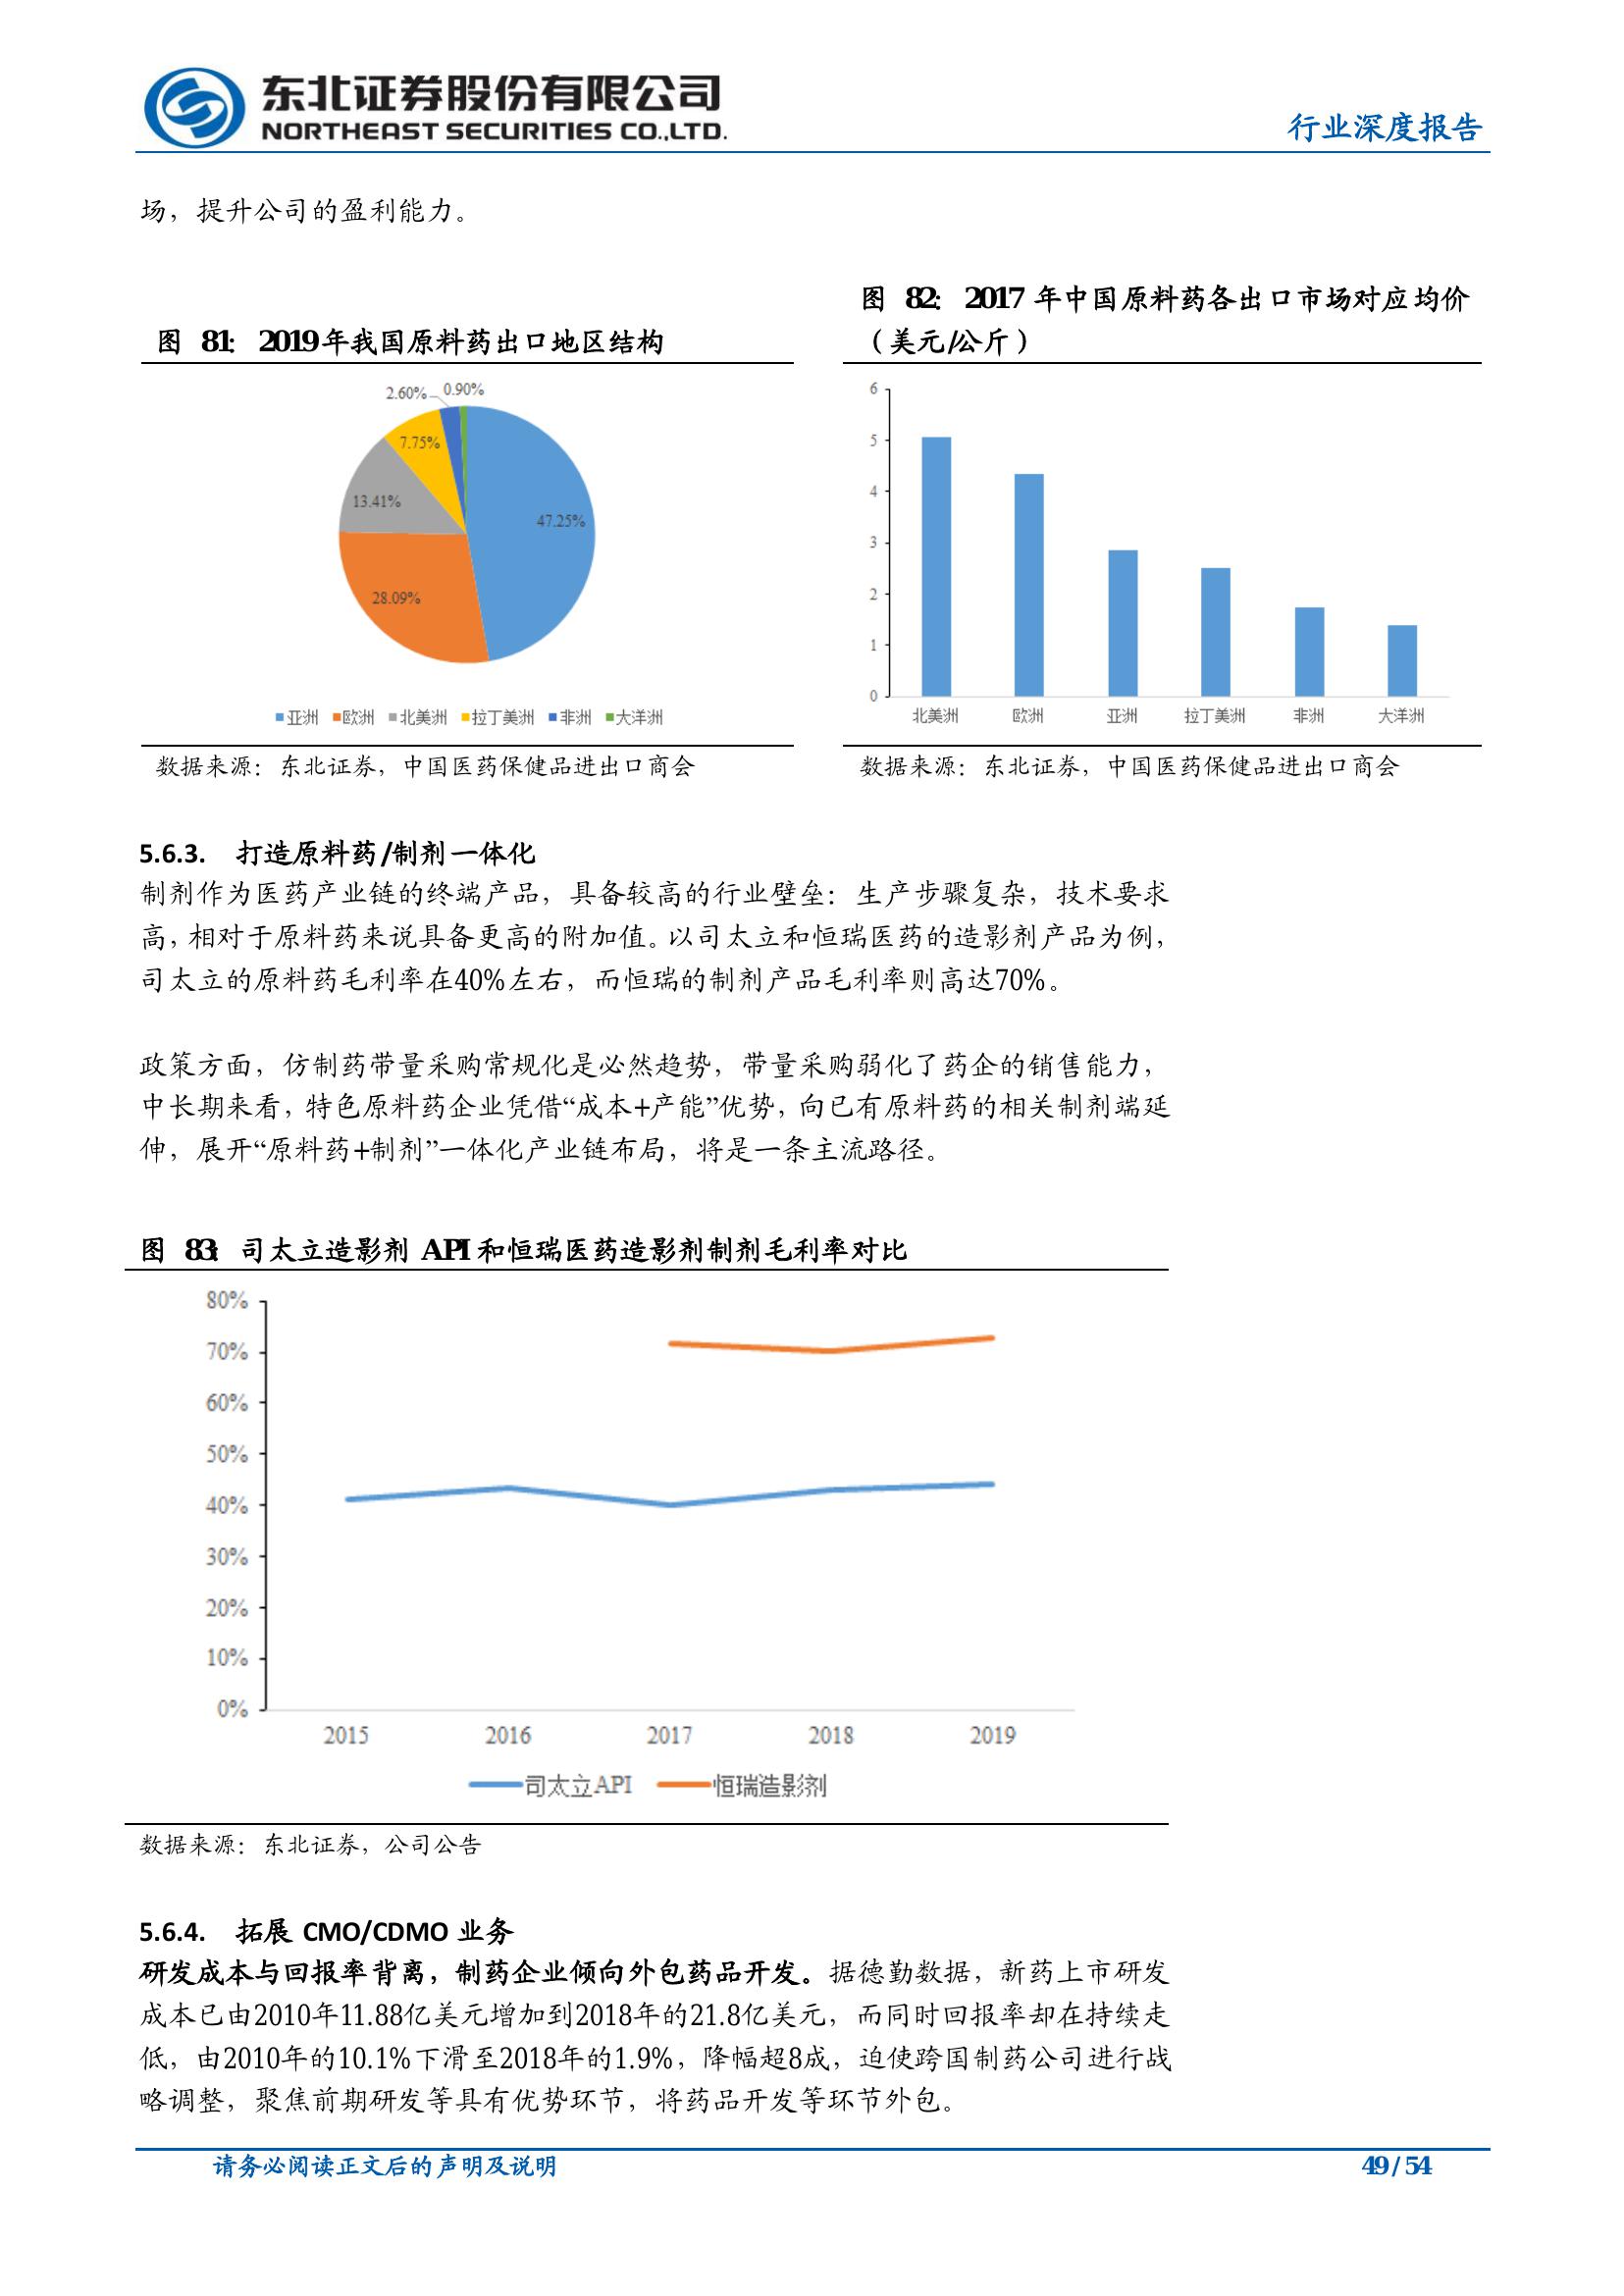 东北证券股份有限公司
NORTHEAST SECURITIES CO.,LTD.
行业深度报告
场，提升公司的盈利能力。
图 81： 2019年我国原料药出口地区结构
2.60% 0.90%
7.75%
13.41%
47.25%
28.09%
亚洲 欧洲 北美洲 拉丁美洲 非洲 大洋洲
数据来源：东北证券，中国医药保健品进出口商会
图 82： 2017 年中国原料药各出口市场对应均价
（美元/公斤）
6
5
4
3
2
1
0
北美洲 欧洲 亚洲 拉丁美洲 非洲 大洋洲
数据来源：东北证券，中国医药保健品进出口商会
5.6.3. 打造原料药/制剂一体化
制剂作为医药产业链的终端产品，具备较高的行业壁垒：生产步骤复杂，技术要求
高，相对于原料药来说具备更高的附加值。以司太立和恒瑞医药的造影剂产品为例，
司太立的原料药毛利率在40%左右，而恒瑞的制剂产品毛利率则高达70%。
政策方面，仿制药带量采购常规化是必然趋势，带量采购弱化了药企的销售能力，
中长期来看，特色原料药企业凭借“成本+产能”优势，向已有原料药的相关制剂端延
伸，展开“原料药+制剂”一体化产业链布局，将是一条主流路径。
图 83：司太立造影剂 API 和恒瑞医药造影剂制剂毛利率对比
80%
70%
60%
50%
40%
30%
20%
10%
0%
2015 2016 2017 2018 2019
司太立API 恒瑞造影剂
数据来源：东北证券，公司公告
5.6.4. 拓展 CMO/CDMO 业务
研发成本与回报率背离，制药企业倾向外包药品开发。据德勤数据，新药上市研发
成本已由2010年11.88亿美元增加到2018年的21.8亿美元，而同时回报率却在持续走
低，由2010年的10.1%下滑至2018年的1.9%，降幅超8成，迫使跨国制药公司进行战
略调整，聚焦前期研发等具有优势环节，将药品开发等环节外包。
请务必阅读正文后的声明及说明
49 / 54